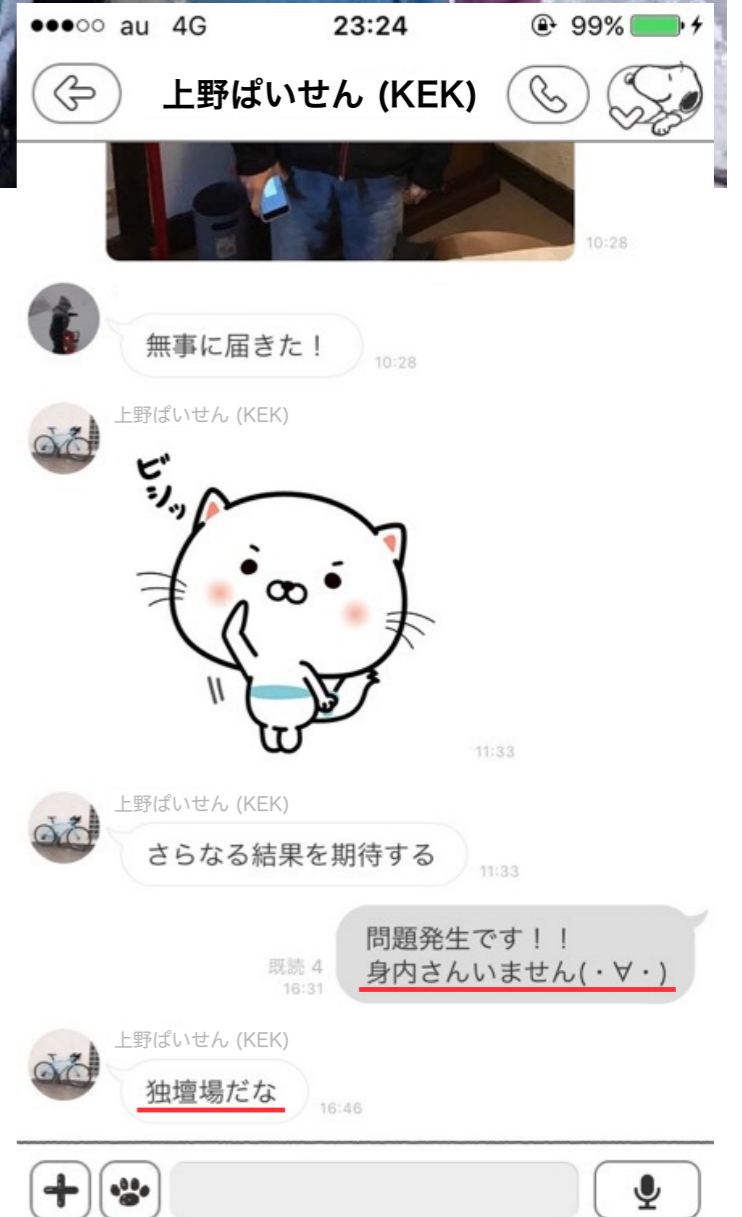 au 4G 23:24 99%
上野ぱいせん (KEK)
10:28
無事に届きた！
10:28
上野ぱいせん (KEK)
ビシッ
11:33
上野ぱいせん (KEK)
さらなる結果を期待する
11:33
問題発生です！！
身内さんいません(・∀・)
既読 4
16:31
上野ぱいせん (KEK)
独壇場だな
16:46